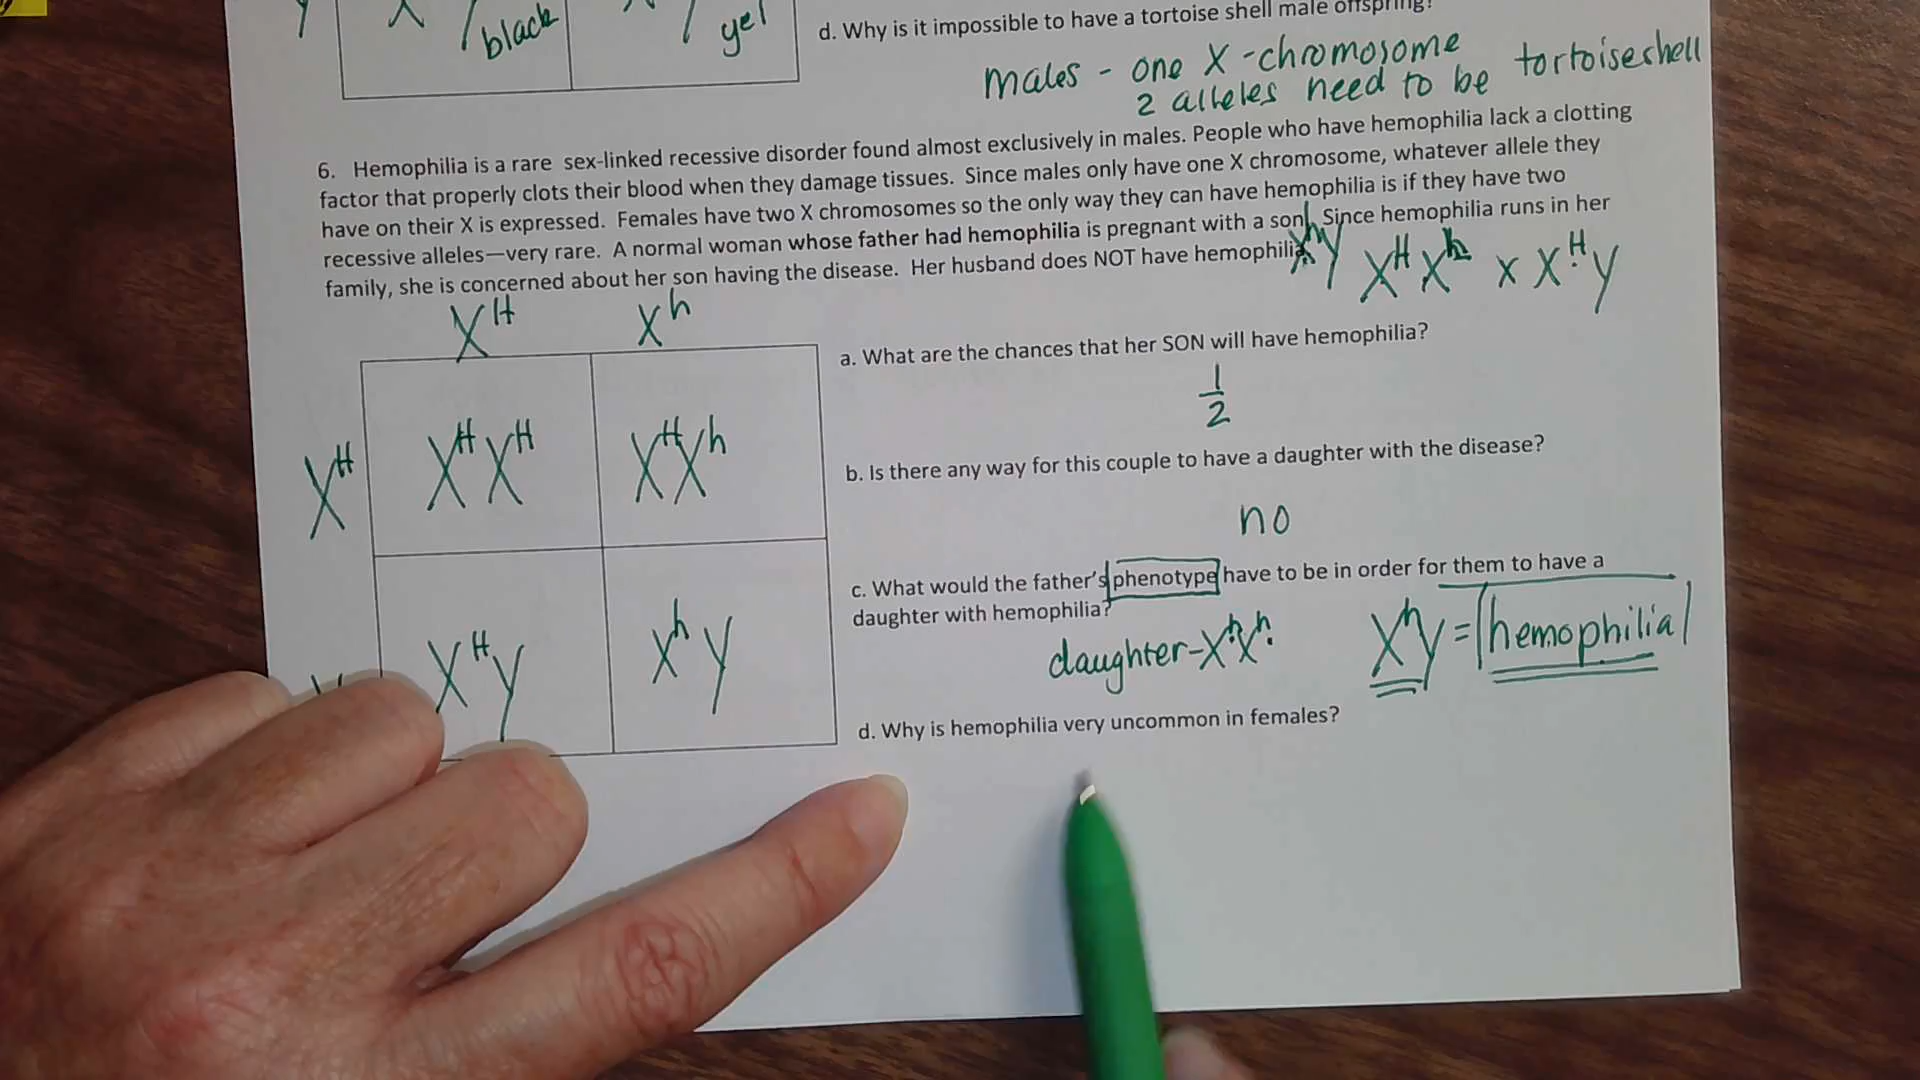 Y
X
Y
black
yel
d. Why is it impossible to have a tortoise shell male offspring?
males - one X-chromosome
2 alleles need to be tortoiseshell
6. Hemophilia is a rare sex-linked recessive disorder found almost exclusively in males. People who have hemophilia lack a clotting
factor that properly clots their blood when they damage tissues. Since males only have one X chromosome, whatever allele they
have on their X is expressed. Females have two X chromosomes so the only way they can have hemophilia is if they have two
recessive alleles—very rare. A normal woman whose father had hemophilia is pregnant with a son. Since hemophilia runs in her
family, she is concerned about her son having the disease. Her husband does NOT have hemophilia.
XʰY XᴴXʰ x XᴴY
Xᴴ Xʰ
a. What are the chances that her SON will have hemophilia?
1/2
Xᴴ XᴴXᴴ XᴴXʰ
b. Is there any way for this couple to have a daughter with the disease?
no
c. What would the father's phenotype have to be in order for them to have a
daughter with hemophilia?
daughter-XʰXʰ XʰY = hemophilia
XᴴY XʰY
d. Why is hemophilia very uncommon in females?